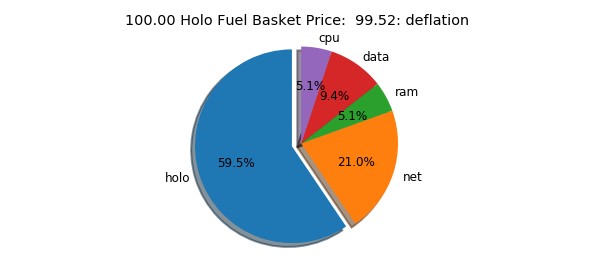 100.00 Holo Fuel Basket Price:  99.52: deflation
cpu
data
ram
net
holo
5.1%
9.4%
5.1%
21.0%
59.5%